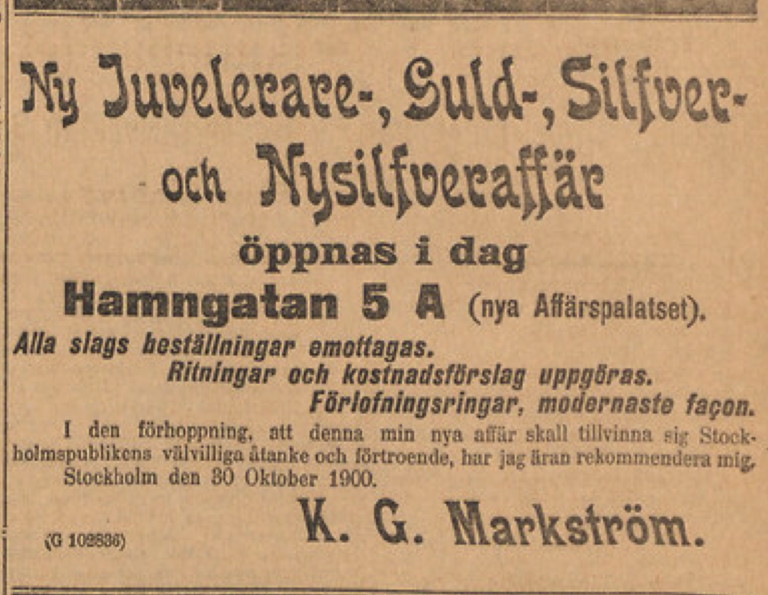 Ny Juvelerare-, Guld-, Silfver-
och Nysilfveraffär
öppnas i dag
Hamngatan 5 A (nya Affärspalatset).
Alla slags beställningar emottagas.
Ritningar och kostnadsförslag uppgöras.
Förlofningsringar, modernaste façon.
I den förhoppning, att denna min nya affär skall tillvinna sig Stock-
holmspublikens välvilliga åtanke och förtroende, har jag äran rekommendera mig.
Stockholm den 30 Oktober 1900.
K. G. Markström.
(G 102836)